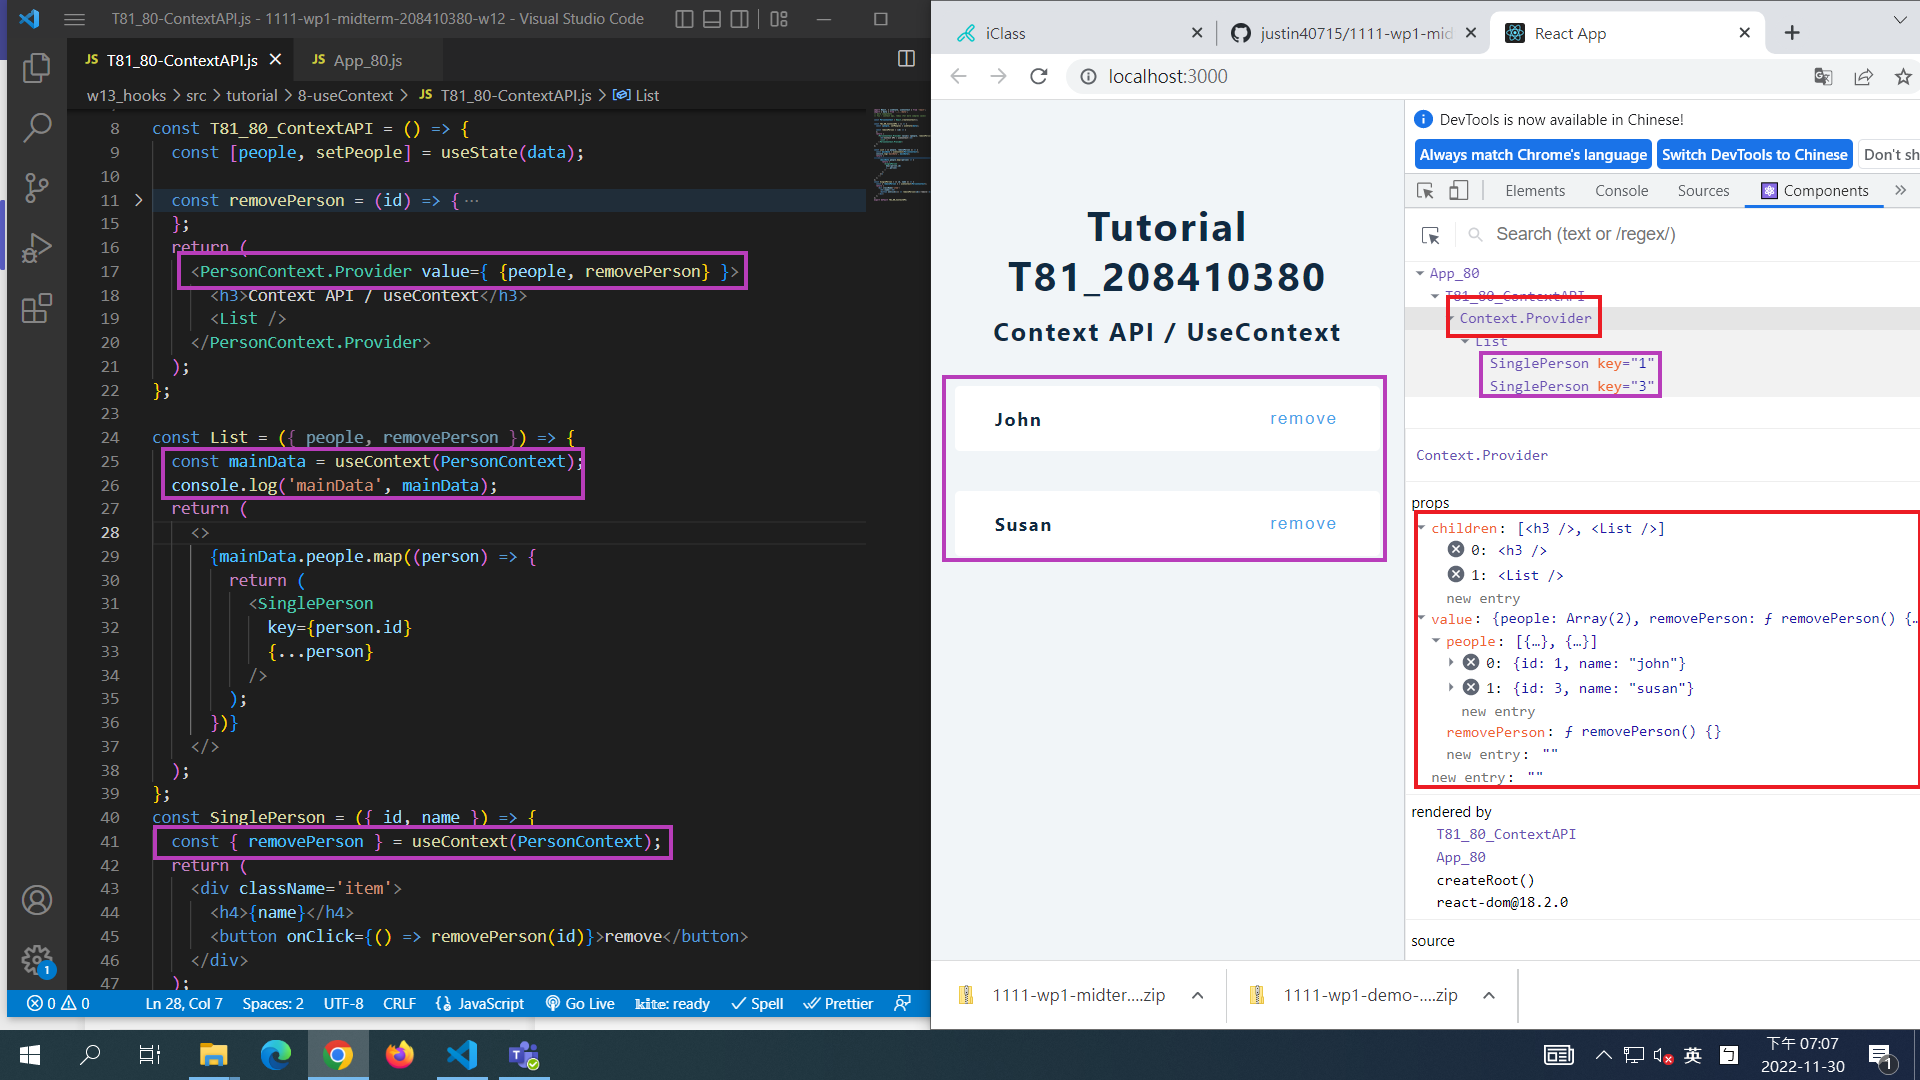 T81_80-ContextAPI.js - 1111-wp1-midterm-208410380-w12 - Visual Studio Code
JS T81_80-ContextAPI.js
JS App_80.js
w13_hooks > src > tutorial > 8-useContext > JS T81_80-ContextAPI.js > List
8 const T81_80_ContextAPI = () => {
9 const [people, setPeople] = useState(data);
10
11 const removePerson = (id) => { ...
15 };
16 return (
17 <PersonContext.Provider value={ {people, removePerson} }>
18 <h3>Context API / useContext</h3>
19 <List />
20 </PersonContext.Provider>
21 );
22 };
23
24 const List = ({ people, removePerson }) => {
25 const mainData = useContext(PersonContext);
26 console.log('mainData', mainData);
27 return (
28 <>
29 {mainData.people.map((person) => {
30 return (
31 <SinglePerson
32 key={person.id}
33 {...person}
34 />
35 );
36 })}
37 </>
38 );
39 };
40 const SinglePerson = ({ id, name }) => {
41 const { removePerson } = useContext(PersonContext);
42 return (
43 <div className='item'>
44 <h4>{name}</h4>
45 <button onClick={() => removePerson(id)}>remove</button>
46 </div>
47 );
1
0 0 Ln 28, Col 7 Spaces: 2 UTF-8 CRLF JavaScript Go Live kite: ready Spell Prettier
iClass
justin40715/1111-wp1-mid
React App
localhost:3000
Tutorial
T81_208410380
Context API / UseContext
John remove
Susan remove
DevTools is now available in Chinese!
Always match Chrome's language Switch DevTools to Chinese Don't sh
Elements Console Sources Components
Search (text or /regex/)
App_80
T81_80_ContextAPI
Context.Provider
List
SinglePerson key="1"
SinglePerson key="3"
Context.Provider
props
children: [<h3 />, <List />]
0: <h3 />
1: <List />
new entry
value: {people: Array(2), removePerson: ƒ removePerson() {…
people: [{…}, {…}]
0: {id: 1, name: "john"}
1: {id: 3, name: "susan"}
new entry
removePerson: ƒ removePerson() {}
new entry: ""
new entry: ""
rendered by
T81_80_ContextAPI
App_80
createRoot()
react-dom@18.2.0
source
1111-wp1-midter....zip
1111-wp1-demo-....zip
英
ㄅ
下午 07:07
2022-11-30
1